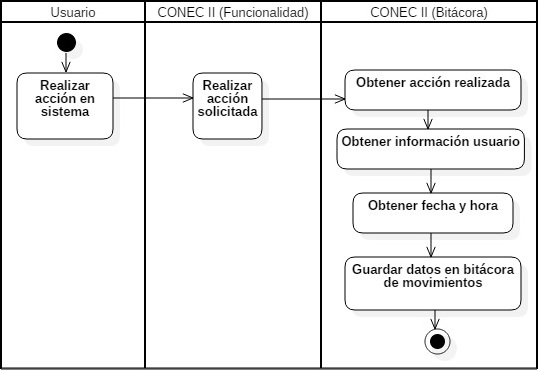 Usuario
CONEC II (Funcionalidad)
CONEC II (Bitácora)
Realizar
acción en
sistema
Realizar
acción
solicitada
Obtener acción realizada
Obtener información usuario
Obtener fecha y hora
Guardar datos en bitácora
de movimientos